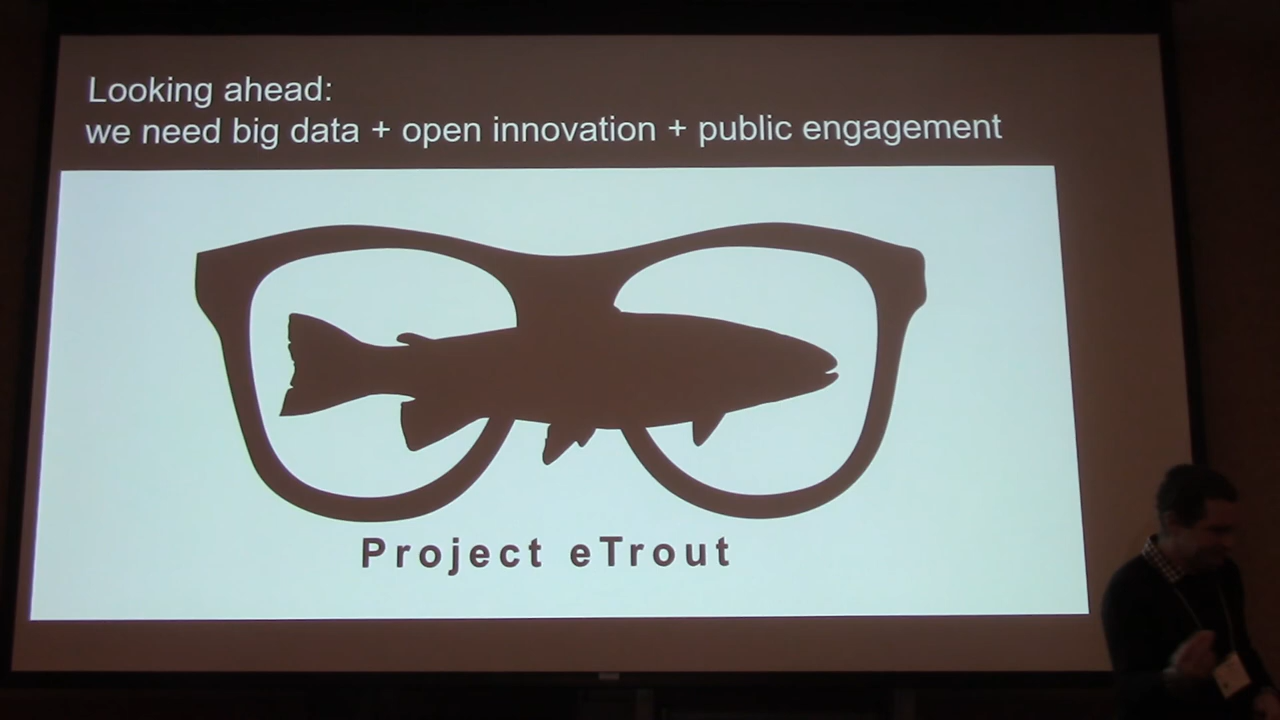 Looking ahead:
we need big data + open innovation + public engagement
Project eTrout